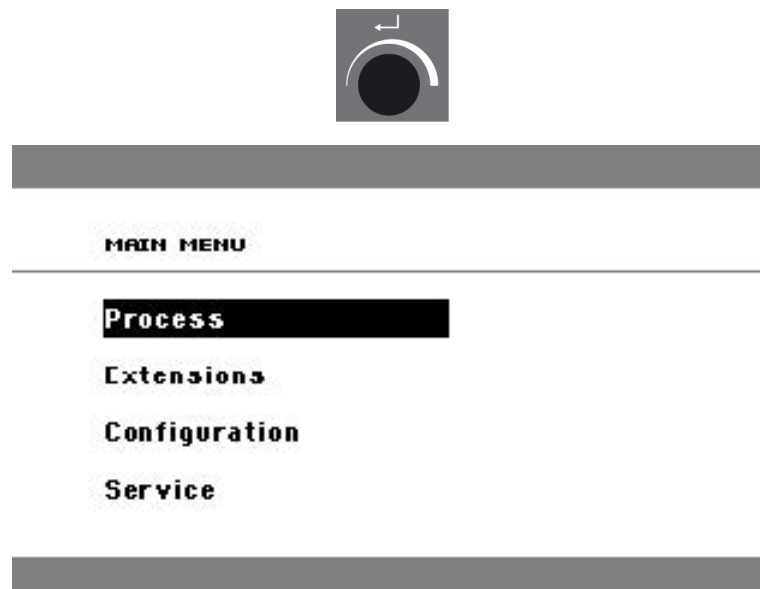 MAIN MENU
Process
Extensions
Configuration
Service